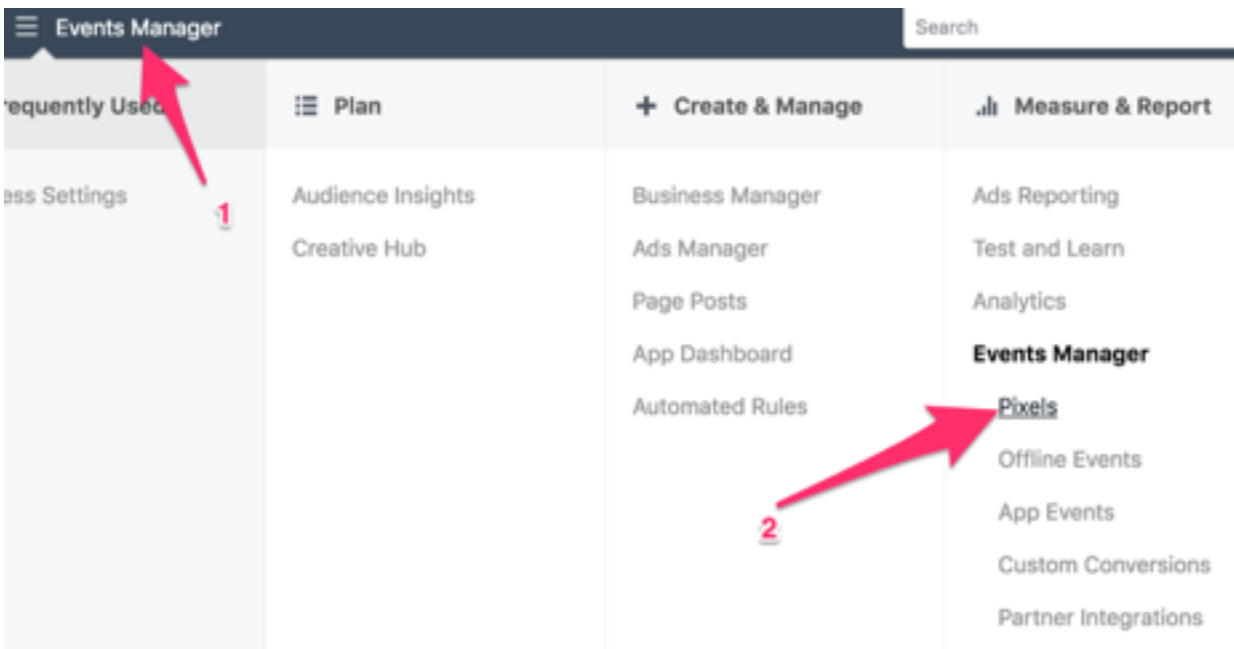 Events Manager
Search
requently Used
Plan
Create & Manage
Measure & Report
ess Settings
1
Audience Insights
Creative Hub
Business Manager
Ads Manager
Page Posts
App Dashboard
Automated Rules
2
Ads Reporting
Test and Learn
Analytics
Events Manager
Pixels
Offline Events
App Events
Custom Conversions
Partner Integrations